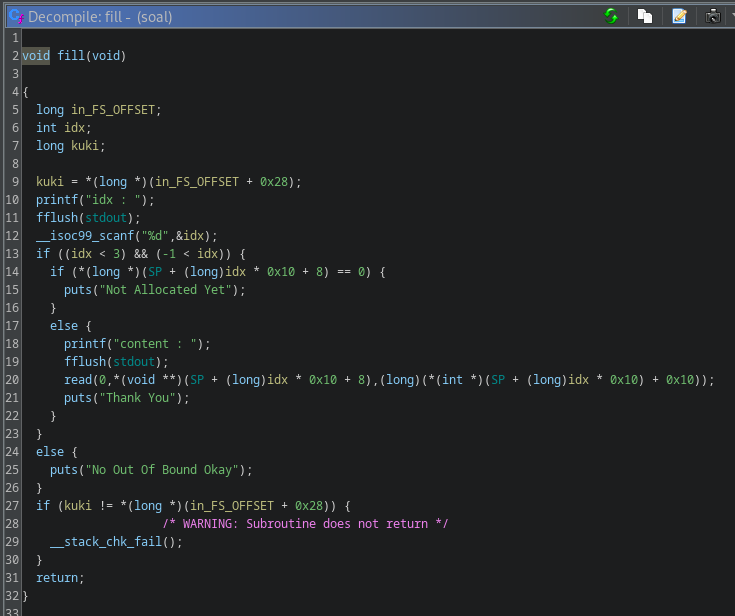 Decompile: fill - (soal)
1
2 void fill(void)
3
4 {
5 long in_FS_OFFSET;
6 int idx;
7 long kuki;
8
9 kuki = *(long *)(in_FS_OFFSET + 0x28);
10 printf("idx : ");
11 fflush(stdout);
12 __isoc99_scanf("%d",&idx);
13 if ((idx < 3) && (-1 < idx)) {
14 if (*(long *)(SP + (long)idx * 0x10 + 8) == 0) {
15 puts("Not Allocated Yet");
16 }
17 else {
18 printf("content : ");
19 fflush(stdout);
20 read(0,*(void **)(SP + (long)idx * 0x10 + 8),(long)(*(int *)(SP + (long)idx * 0x10) + 0x10));
21 puts("Thank You");
22 }
23 }
24 else {
25 puts("No Out Of Bound Okay");
26 }
27 if (kuki != *(long *)(in_FS_OFFSET + 0x28)) {
28 /* WARNING: Subroutine does not return */
29 __stack_chk_fail();
30 }
31 return;
32 }
33